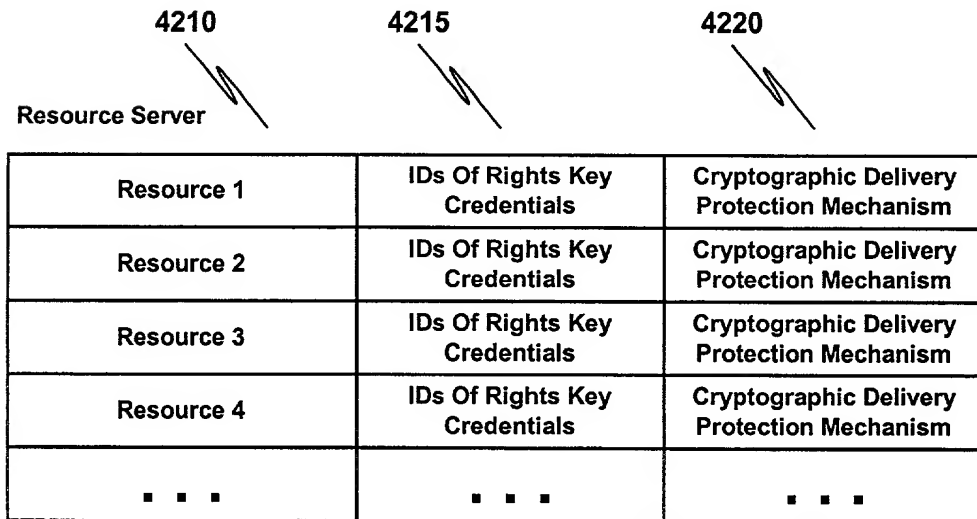 4210 4215 4220
Resource Server
Resource 1 IDs Of Rights Key Credentials Cryptographic Delivery Protection Mechanism
Resource 2 IDs Of Rights Key Credentials Cryptographic Delivery Protection Mechanism
Resource 3 IDs Of Rights Key Credentials Cryptographic Delivery Protection Mechanism
Resource 4 IDs Of Rights Key Credentials Cryptographic Delivery Protection Mechanism
. . . . . . . . .